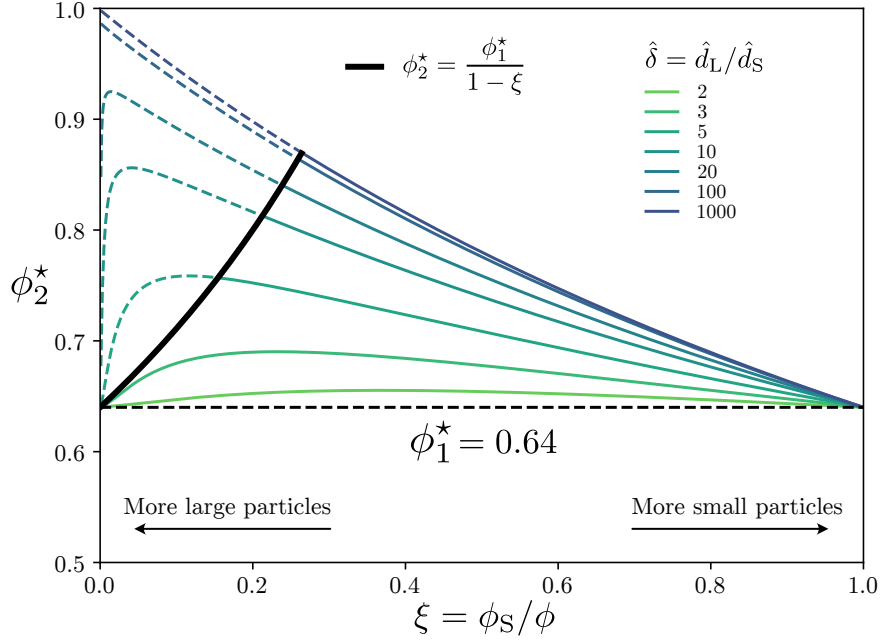 1.0
0.9
0.8
0.7
0.6
0.5
ϕ₂⋆
ϕ₂⋆ = ϕ₁⋆ / (1 − ξ)
δ̂ = d̂_L/d̂_S
2
3
5
10
20
100
1000
ϕ₁⋆ = 0.64
More large particles
More small particles
0.0 0.2 0.4 0.6 0.8 1.0
ξ = ϕ_S/ϕ